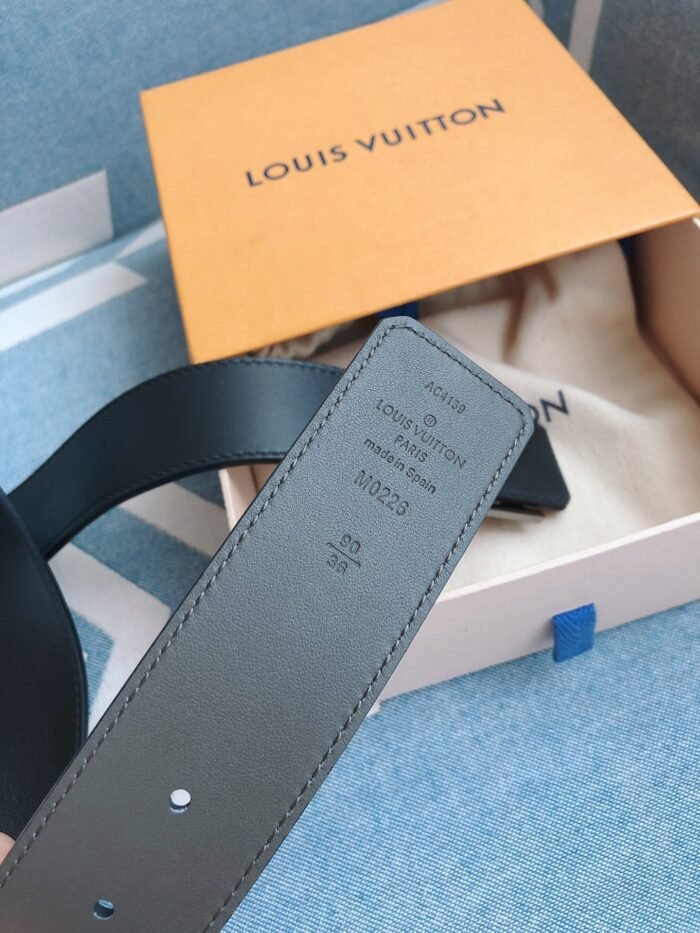 LOUIS VUITTON
AC4139
®
LOUIS VUITTON
PARIS
made in Spain
M0226
90
36